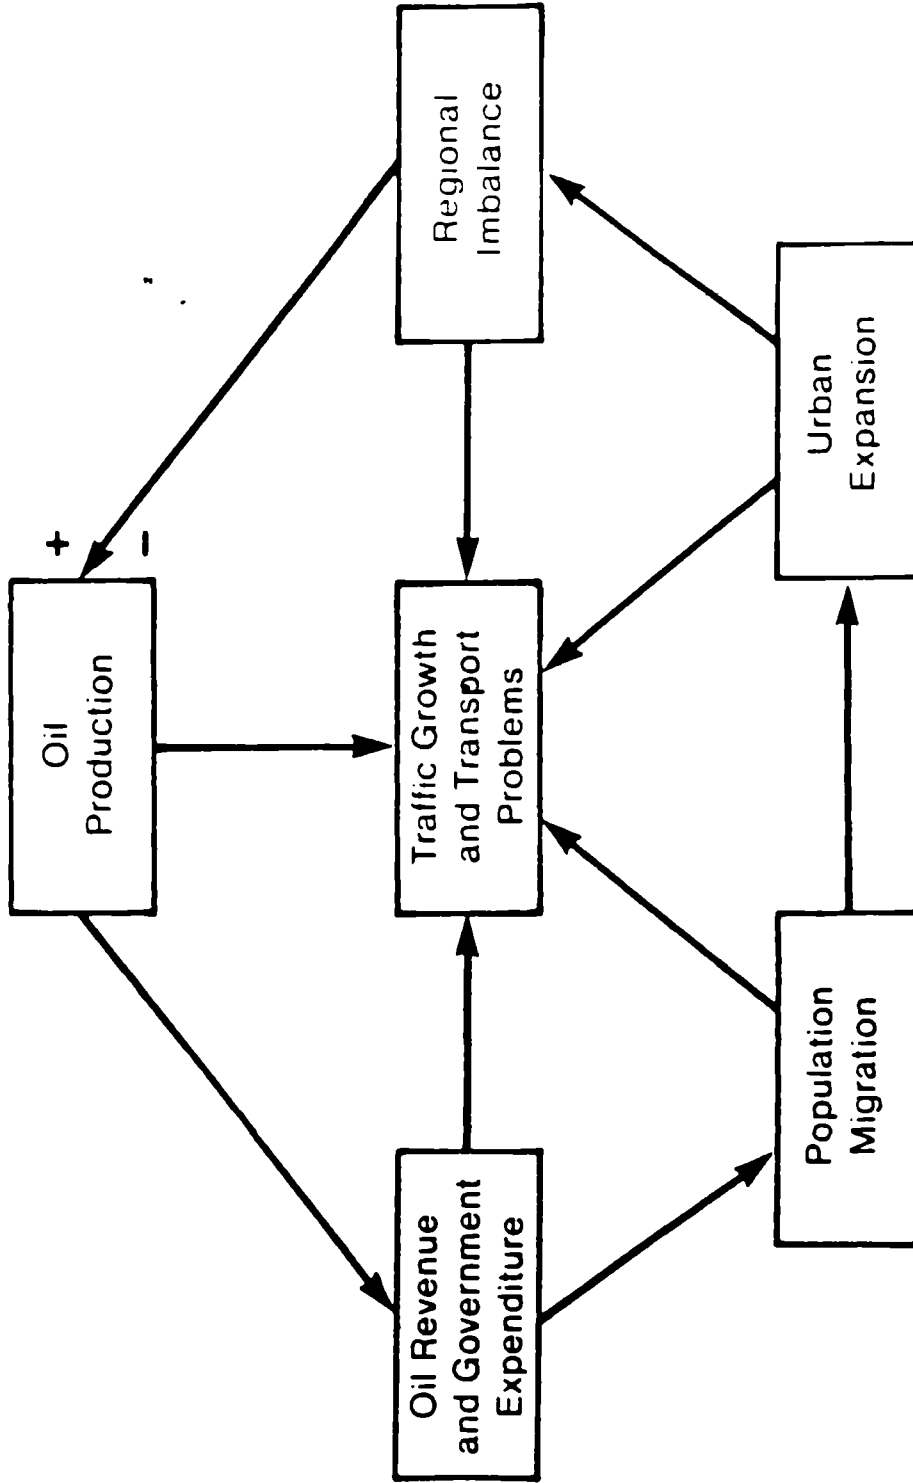 Oil
Production
+
-
Oil Revenue
and Government
Expenditure
Traffic Growth
and Transport
Problems
Regional
Imbalance
Population
Migration
Urban
Expansion